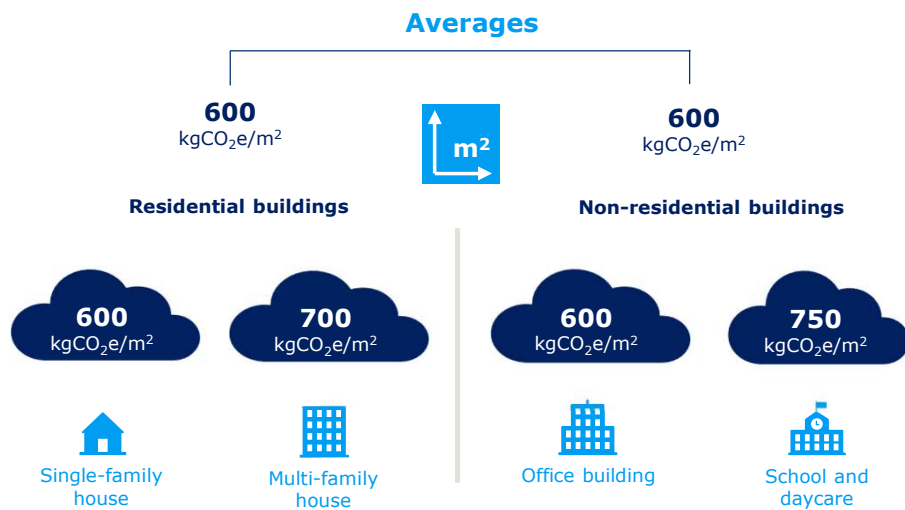 Averages
600
kgCO₂e/m²
m²
600
kgCO₂e/m²
Residential buildings
Non-residential buildings
600
kgCO₂e/m²
700
kgCO₂e/m²
600
kgCO₂e/m²
750
kgCO₂e/m²
Single-family
house
Multi-family
house
Office building
School and
daycare